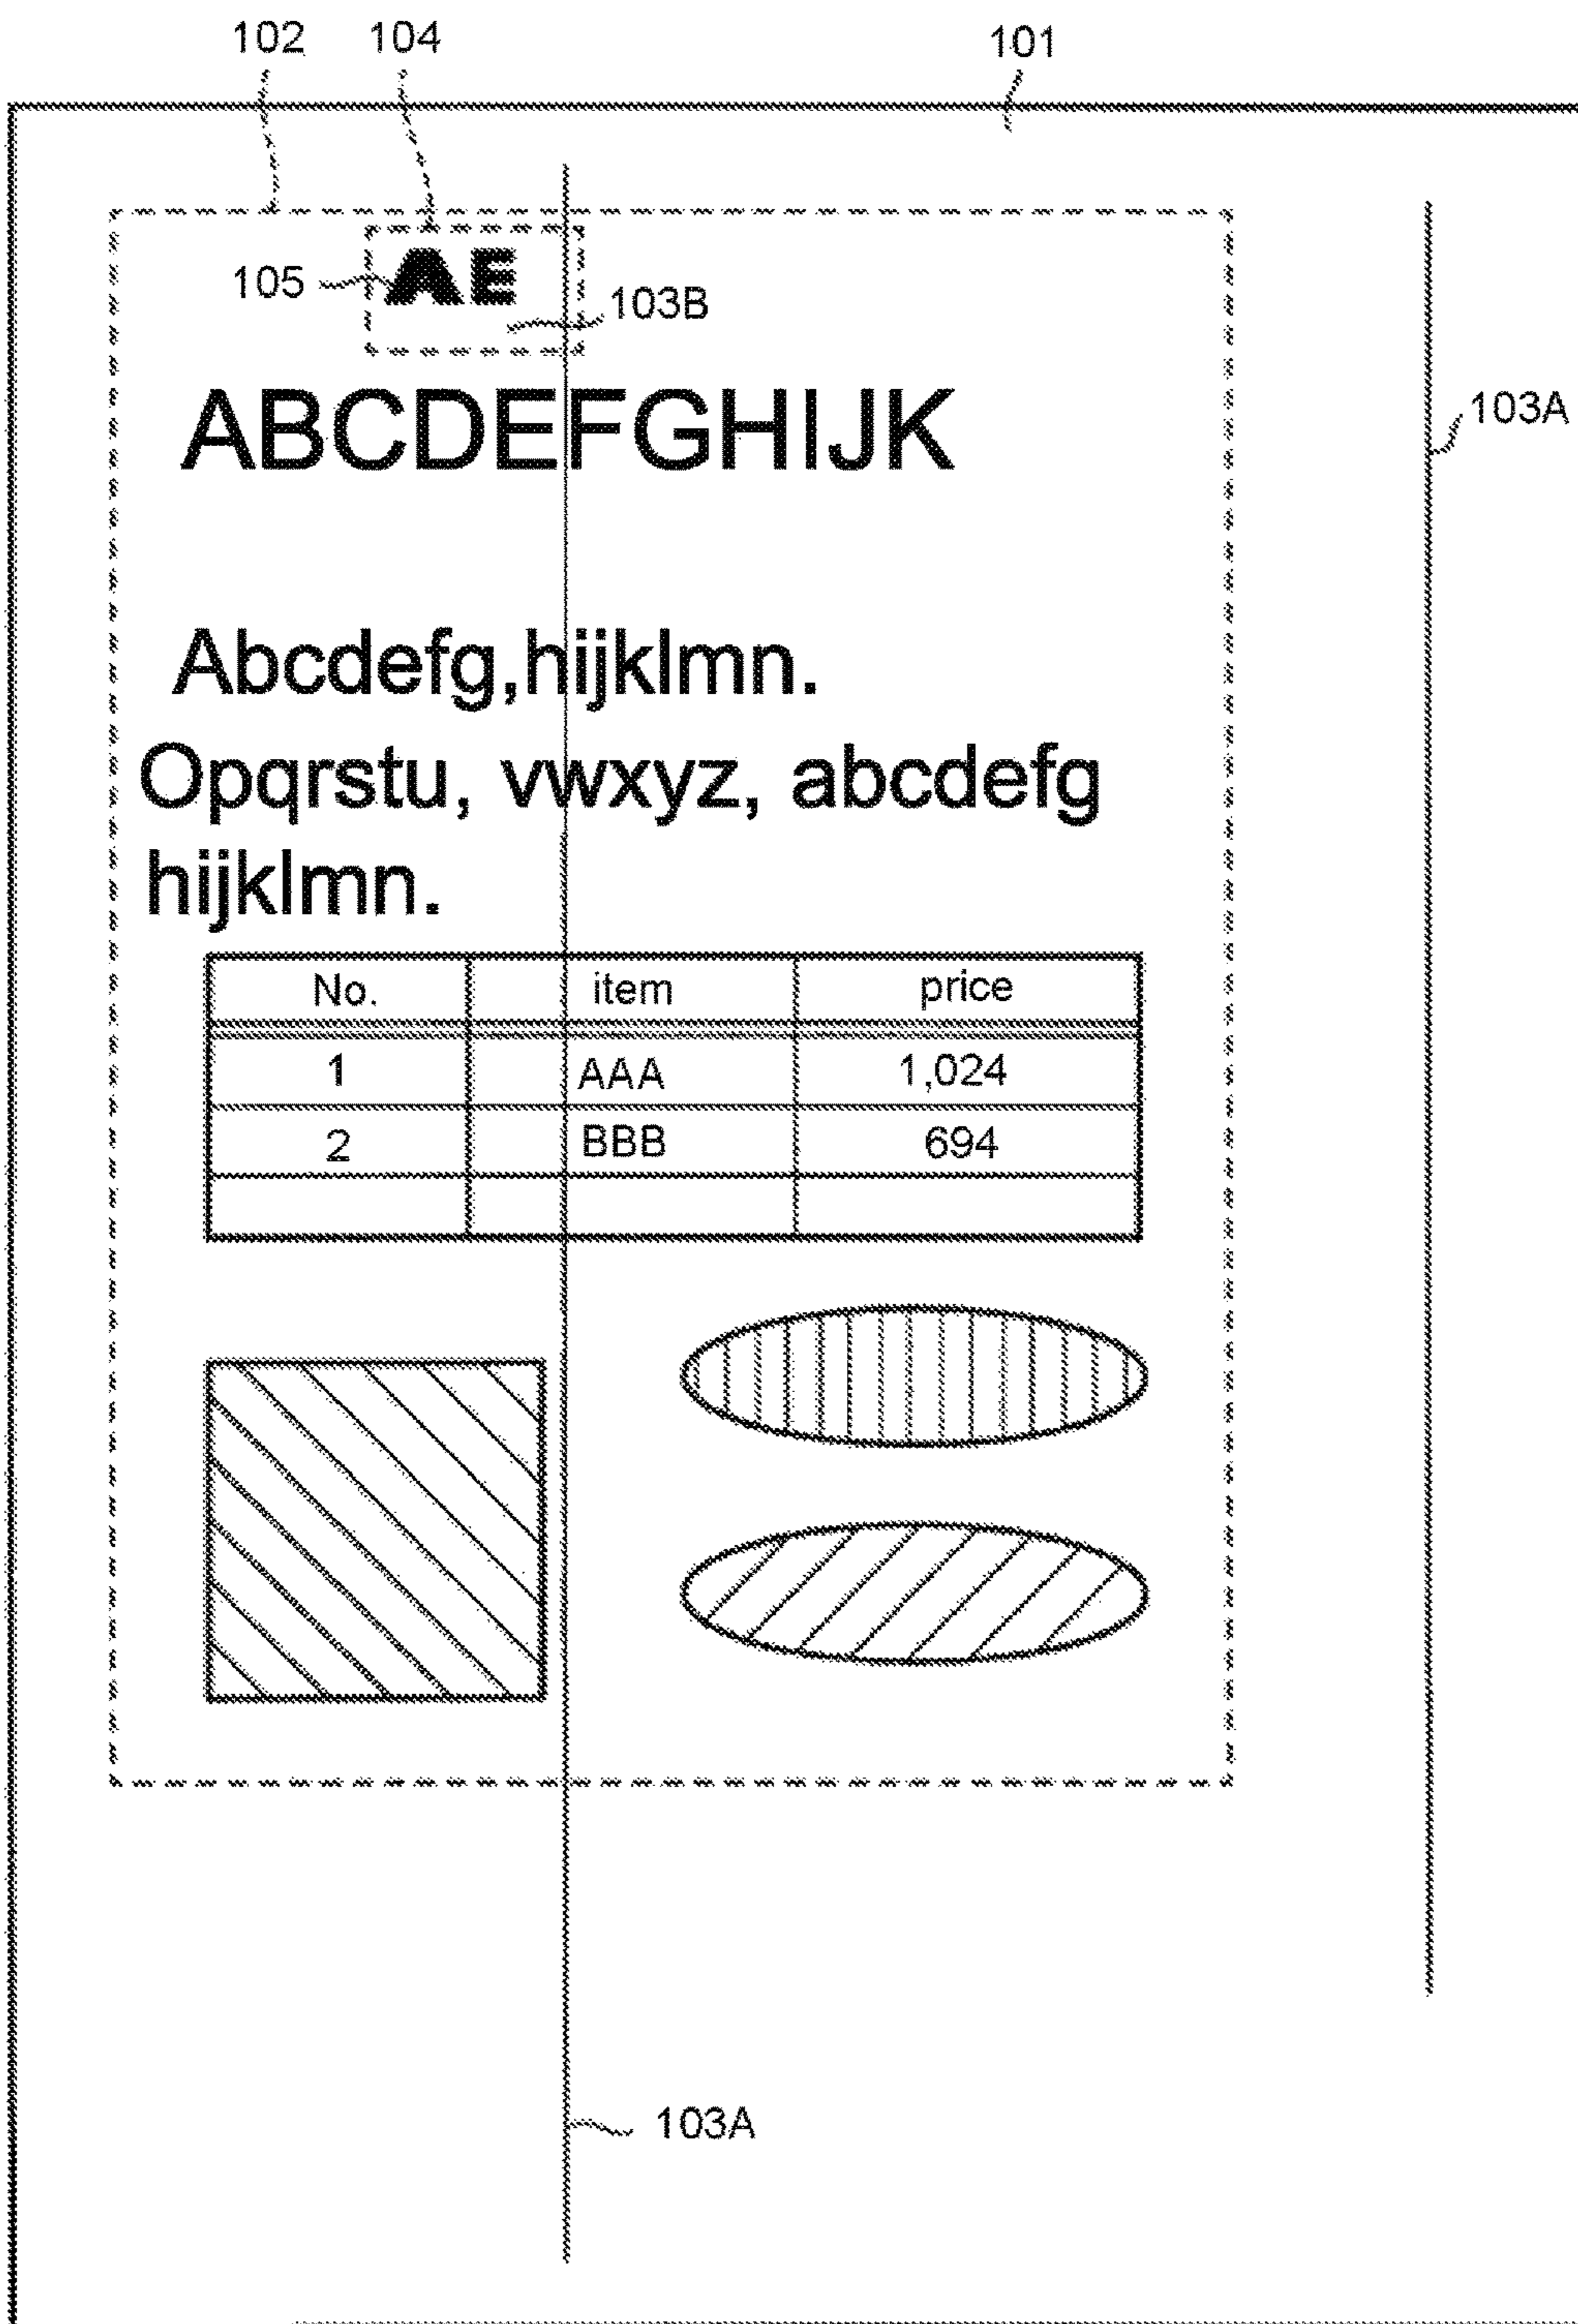 102 104 101
105 AE 103B
ABCDEFGHIJK
103A
Abcdefg,hijklmn.
Opqrstu, vwxyz, abcdefg
hijklmn.
No. item price
1 AAA 1,024
2 BBB 694
103A